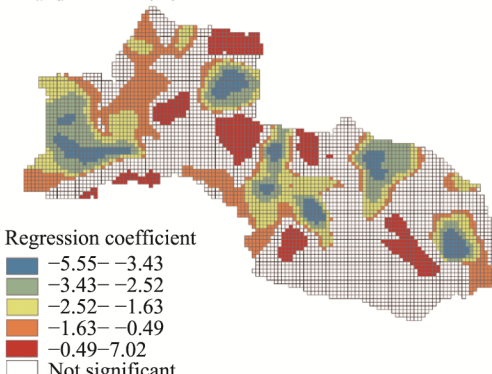 Regression coefficient
−5.55− −3.43
−3.43− −2.52
−2.52− −1.63
−1.63− −0.49
−0.49−7.02
Not significant